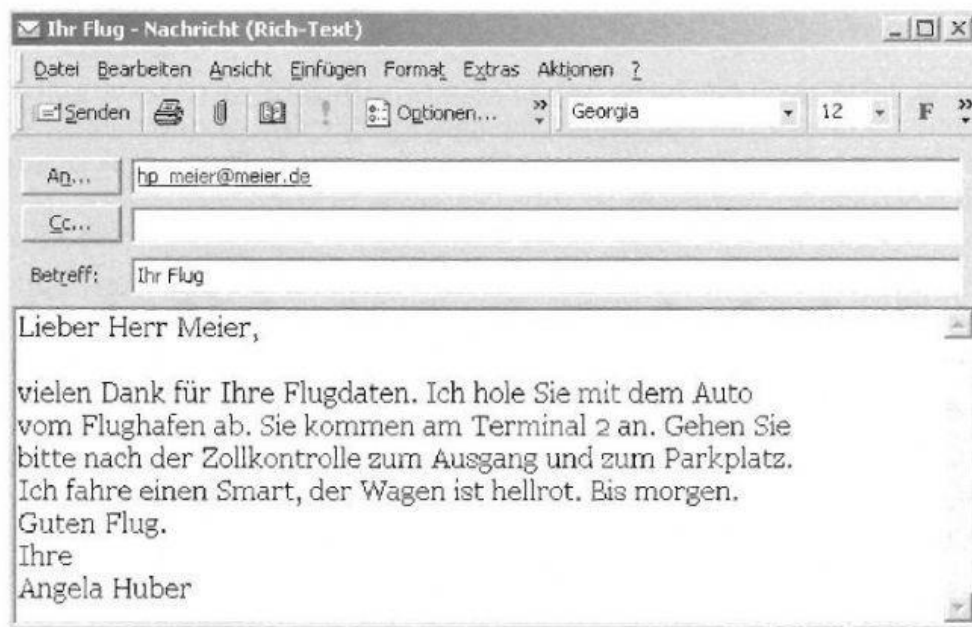 Ihr Flug - Nachricht (Rich-Text)
Datei Bearbeiten Ansicht Einfügen Format Extras Aktionen ?
Senden ! Optionen... » Georgia 12 F »
An... hp_meier@meier.de
Cc...
Betreff: Ihr Flug
Lieber Herr Meier,
vielen Dank für Ihre Flugdaten. Ich hole Sie mit dem Auto
vom Flughafen ab. Sie kommen am Terminal 2 an. Gehen Sie
bitte nach der Zollkontrolle zum Ausgang und zum Parkplatz.
Ich fahre einen Smart, der Wagen ist hellrot. Bis morgen.
Guten Flug.
Ihre
Angela Huber